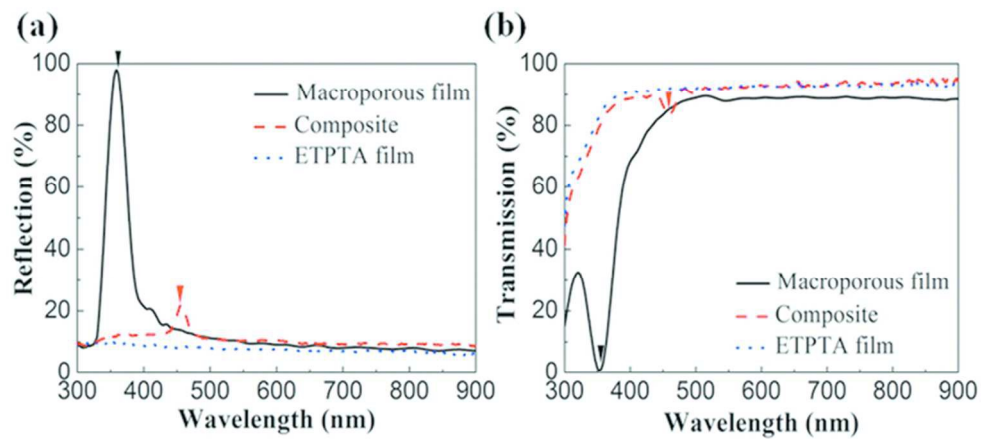 (a)
Reflection (%)
100
80
60
40
20
0
Macroporous film
Composite
ETPTA film
300 400 500 600 700 800 900
Wavelength (nm)
(b)
Transmission (%)
100
80
60
40
20
0
Macroporous film
Composite
ETPTA film
300 400 500 600 700 800 900
Wavelength (nm)